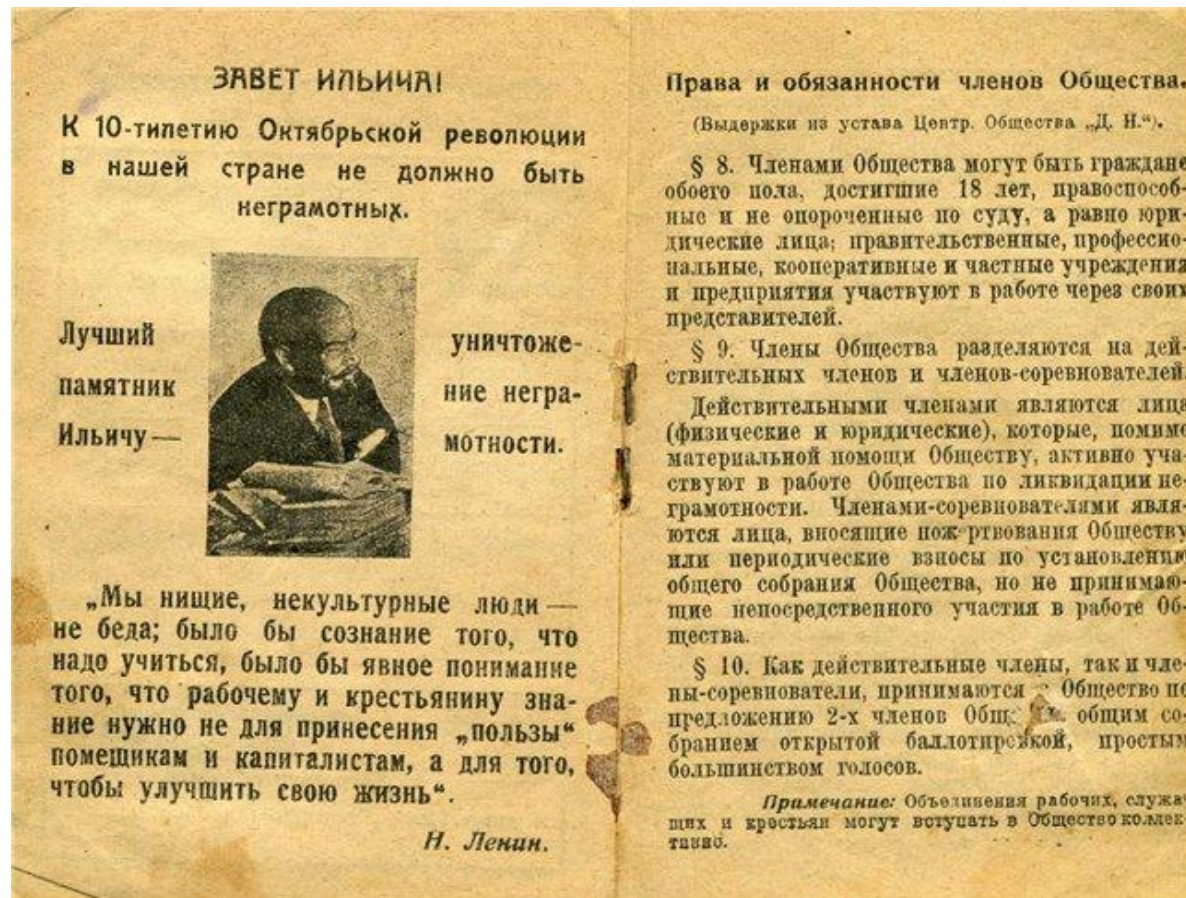 ЗАВЕТ ИЛЬИЧА!
К 10-тилетию Октябрьской революции
в нашей стране не должно быть
неграмотных.
Лучший
памятник
Ильичу —
уничтоже-
ние негра-
мотности.
„Мы нищие, некультурные люди —
не беда; было бы сознание того, что
надо учиться, было бы явное понимание
того, что рабочему и крестьянину зна-
ние нужно не для принесения „пользы“
помещикам и капиталистам, а для того,
чтобы улучшить свою жизнь“.
Н. Ленин.
Права и обязанности членов Общества.
(Выдержки из устава Центр. Общества „Д. Н.“).
§ 8. Членами Общества могут быть граждане
обоего пола, достигшие 18 лет, правоспособ-
ные и не опороченные по суду, а равно юри-
дические лица; правительственные, профессио-
нальные, кооперативные и частные учреждения
и предприятия участвуют в работе через своих
представителей.
§ 9. Члены Общества разделяются на дей-
ствительных членов и членов-соревнователей.
Действительными членами являются лица
(физические и юридические), которые, помимо
материальной помощи Обществу, активно уча-
ствуют в работе Общества по ликвидации не-
грамотности. Членами-соревнователями явля-
ются лица, вносящие пожертвования Обществу
или периодические взносы по установлению
общего собрания Общества, но не принимаю-
щие непосредственного участия в работе Об-
щества.
§ 10. Как действительные члены, так и чле-
ны-соревнователи, принимаются Общество по
предложению 2-х членов общим со-
бранием открытой баллотировкой, простым
большинством голосов.
Примечание: Объединения рабочих, служа-
щих и крестьян могут вступать в Общество коллек-
тивно.